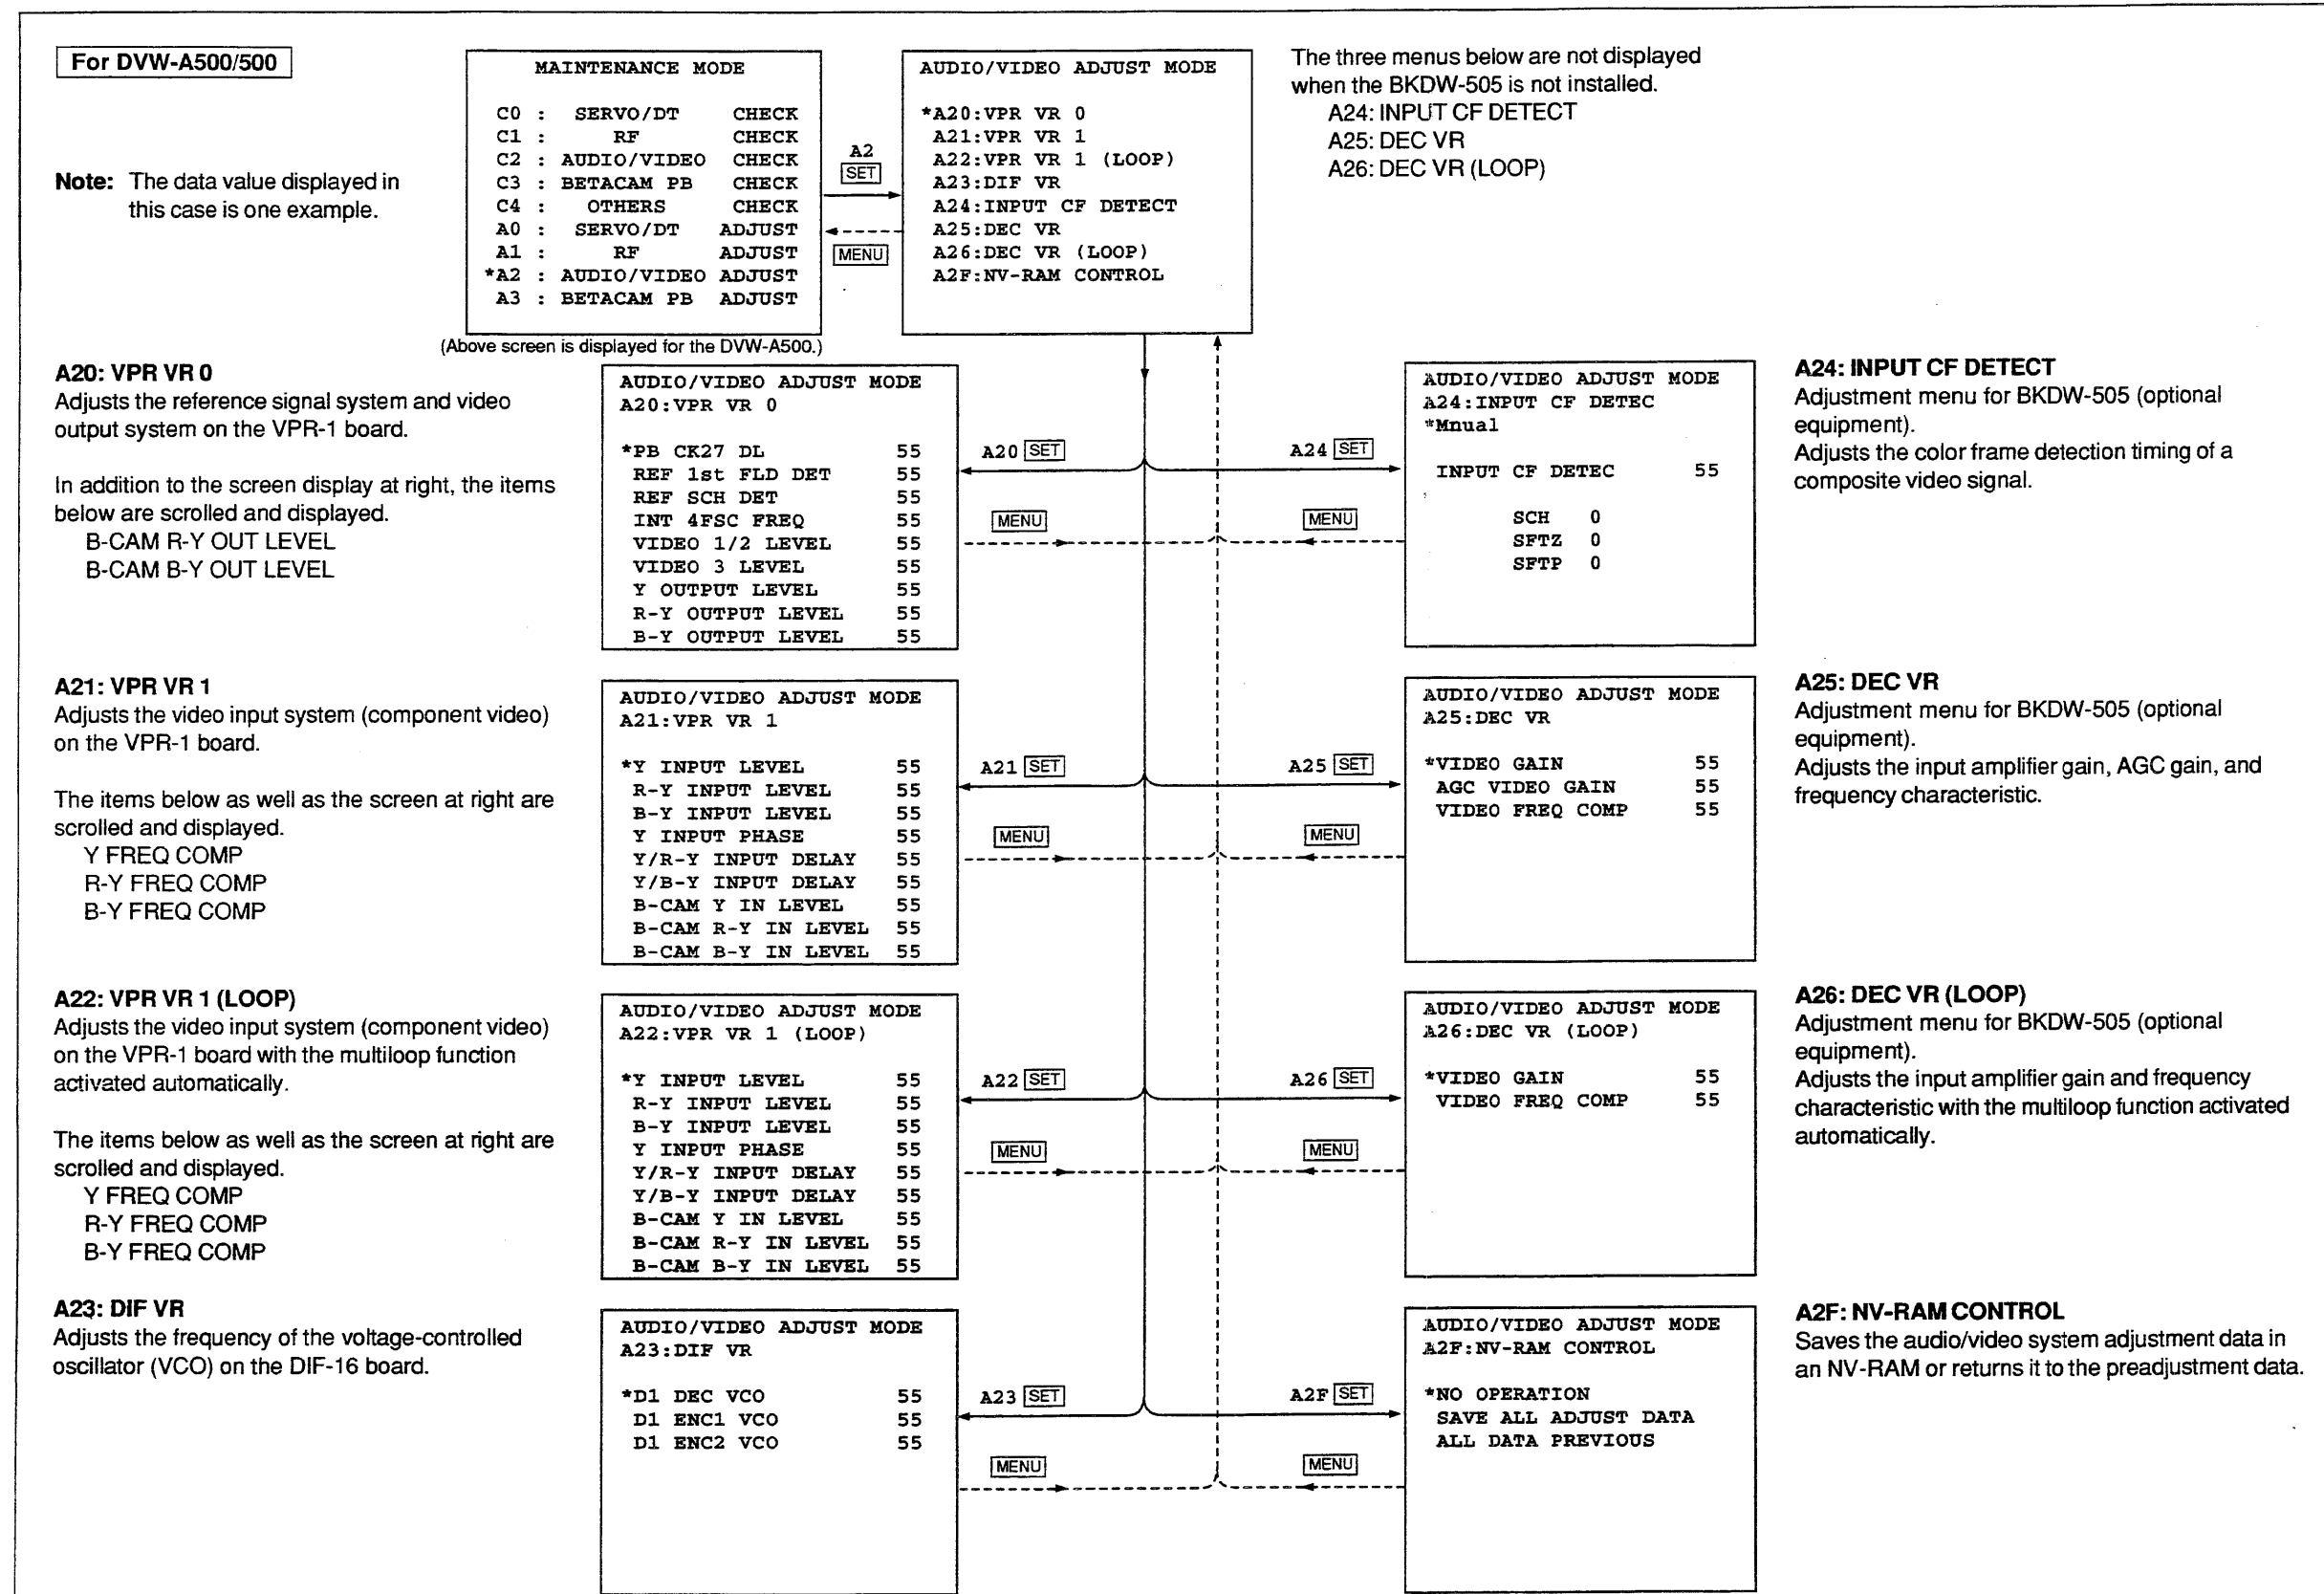 For DVW-A500/500
Note: The data value displayed in
this case is one example.
MAINTENANCE MODE
C0 : SERVO/DT CHECK
C1 : RF CHECK
C2 : AUDIO/VIDEO CHECK
C3 : BETACAM PB CHECK
C4 : OTHERS CHECK
A0 : SERVO/DT ADJUST
A1 : RF ADJUST
*A2 : AUDIO/VIDEO ADJUST
A3 : BETACAM PB ADJUST
(Above screen is displayed for the DVW-A500.)
A2
SET
MENU
AUDIO/VIDEO ADJUST MODE
*A20:VPR VR 0
A21:VPR VR 1
A22:VPR VR 1 (LOOP)
A23:DIF VR
A24:INPUT CF DETECT
A25:DEC VR
A26:DEC VR (LOOP)
A2F:NV-RAM CONTROL
The three menus below are not displayed
when the BKDW-505 is not installed.
A24: INPUT CF DETECT
A25: DEC VR
A26: DEC VR (LOOP)
A20: VPR VR 0
Adjusts the reference signal system and video
output system on the VPR-1 board.
In addition to the screen display at right, the items
below are scrolled and displayed.
B-CAM R-Y OUT LEVEL
B-CAM B-Y OUT LEVEL
AUDIO/VIDEO ADJUST MODE
A20:VPR VR 0
*PB CK27 DL 55
REF 1st FLD DET 55
REF SCH DET 55
INT 4FSC FREQ 55
VIDEO 1/2 LEVEL 55
VIDEO 3 LEVEL 55
Y OUTPUT LEVEL 55
R-Y OUTPUT LEVEL 55
B-Y OUTPUT LEVEL 55
A20 SET
MENU
A24 SET
MENU
AUDIO/VIDEO ADJUST MODE
A24:INPUT CF DETEC
*Mnual
INPUT CF DETEC 55
SCH 0
SFTZ 0
SFTP 0
A24: INPUT CF DETECT
Adjustment menu for BKDW-505 (optional
equipment).
Adjusts the color frame detection timing of a
composite video signal.
A21: VPR VR 1
Adjusts the video input system (component video)
on the VPR-1 board.
The items below as well as the screen at right are
scrolled and displayed.
Y FREQ COMP
R-Y FREQ COMP
B-Y FREQ COMP
AUDIO/VIDEO ADJUST MODE
A21:VPR VR 1
*Y INPUT LEVEL 55
R-Y INPUT LEVEL 55
B-Y INPUT LEVEL 55
Y INPUT PHASE 55
Y/R-Y INPUT DELAY 55
Y/B-Y INPUT DELAY 55
B-CAM Y IN LEVEL 55
B-CAM R-Y IN LEVEL 55
B-CAM B-Y IN LEVEL 55
A21 SET
MENU
A25 SET
MENU
AUDIO/VIDEO ADJUST MODE
A25:DEC VR
*VIDEO GAIN 55
AGC VIDEO GAIN 55
VIDEO FREQ COMP 55
A25: DEC VR
Adjustment menu for BKDW-505 (optional
equipment).
Adjusts the input amplifier gain, AGC gain, and
frequency characteristic.
A22: VPR VR 1 (LOOP)
Adjusts the video input system (component video)
on the VPR-1 board with the multiloop function
activated automatically.
The items below as well as the screen at right are
scrolled and displayed.
Y FREQ COMP
R-Y FREQ COMP
B-Y FREQ COMP
AUDIO/VIDEO ADJUST MODE
A22:VPR VR 1 (LOOP)
*Y INPUT LEVEL 55
R-Y INPUT LEVEL 55
B-Y INPUT LEVEL 55
Y INPUT PHASE 55
Y/R-Y INPUT DELAY 55
Y/B-Y INPUT DELAY 55
B-CAM Y IN LEVEL 55
B-CAM R-Y IN LEVEL 55
B-CAM B-Y IN LEVEL 55
A22 SET
MENU
A26 SET
MENU
AUDIO/VIDEO ADJUST MODE
A26:DEC VR (LOOP)
*VIDEO GAIN 55
VIDEO FREQ COMP 55
A26: DEC VR (LOOP)
Adjustment menu for BKDW-505 (optional
equipment).
Adjusts the input amplifier gain and frequency
characteristic with the multiloop function activated
automatically.
A23: DIF VR
Adjusts the frequency of the voltage-controlled
oscillator (VCO) on the DIF-16 board.
AUDIO/VIDEO ADJUST MODE
A23:DIF VR
*D1 DEC VCO 55
D1 ENC1 VCO 55
D1 ENC2 VCO 55
A23 SET
MENU
A2F SET
MENU
AUDIO/VIDEO ADJUST MODE
A2F:NV-RAM CONTROL
*NO OPERATION
SAVE ALL ADJUST DATA
ALL DATA PREVIOUS
A2F: NV-RAM CONTROL
Saves the audio/video system adjustment data in
an NV-RAM or returns it to the preadjustment data.